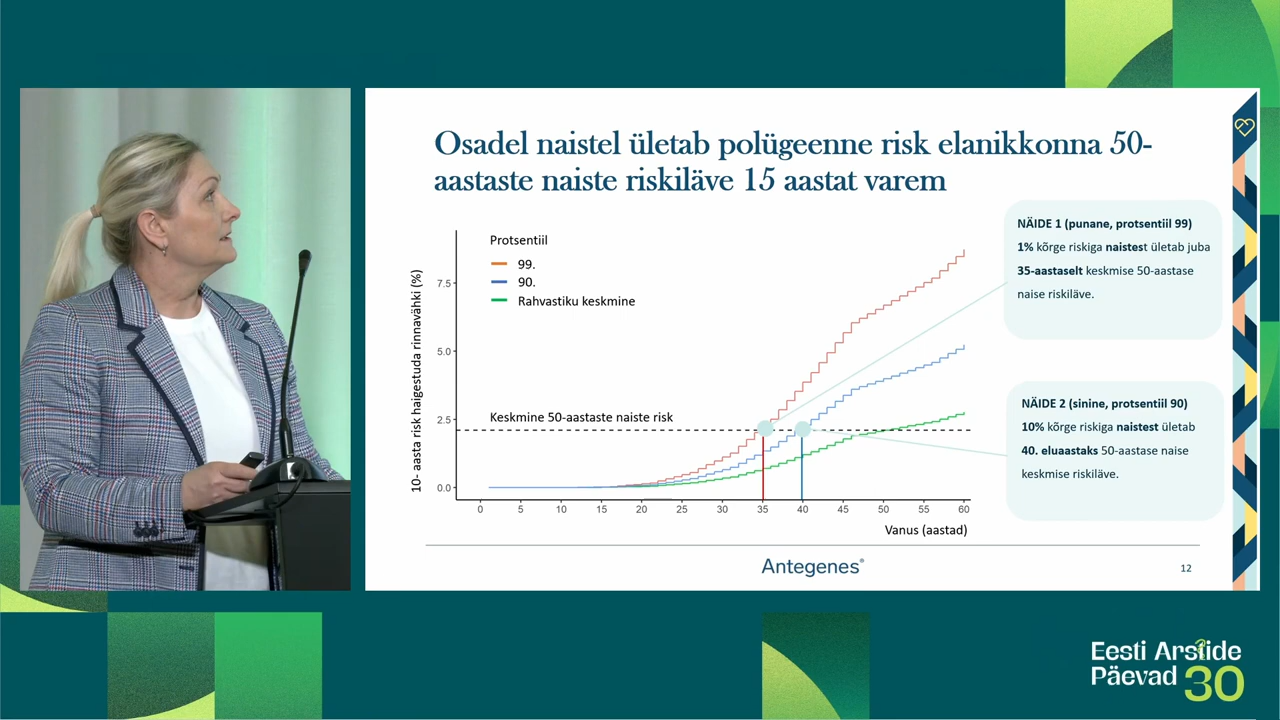 Osadel naistel ületab polügeenne risk elanikkonna 50-
aastaste naiste riskiläve 15 aastat varem
10- aasta risk haigestuda rinnavähki (%)
Protsentiil
99.
90.
Rahvastiku keskmine
7.5
5.0
2.5
0.0
Keskmine 50-aastaste naiste risk
0 5 10 15 20 25 30 35 40 45 50 55 60
Vanus (aastad)
NÄIDE 1 (punane, protsentiil 99)
1% kõrge riskiga naistest ületab juba
35-aastaselt keskmise 50-aastase
naise riskiläve.
NÄIDE 2 (sinine, protsentiil 90)
10% kõrge riskiga naistest ületab
40. eluaastaks 50-aastase naise
keskmise riskiläve.
Antegenes®
12
Eesti Arstide
Päevad 30